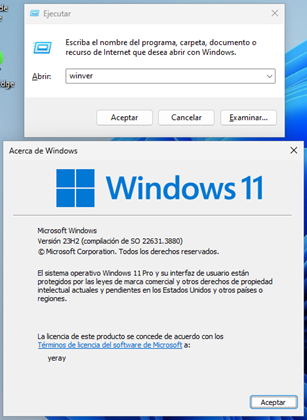 Ejecutar
Escriba el nombre del programa, carpeta, documento o
recurso de Internet que desea abrir con Windows.
Abrir:
winver
Aceptar
Cancelar
Examinar...
Acerca de Windows
Windows 11
Microsoft Windows
Versión 23H2 (compilación de SO 22631.3880)
© Microsoft Corporation. Todos los derechos reservados.
El sistema operativo Windows 11 Pro y su interfaz de usuario están
protegidos por las leyes de marca comercial y otros derechos de propiedad
intelectual actuales y pendientes en los Estados Unidos y otros países o
regiones.
La licencia de este producto se concede de acuerdo con los
Términos de licencia del software de Microsoft a:
yeray
Aceptar